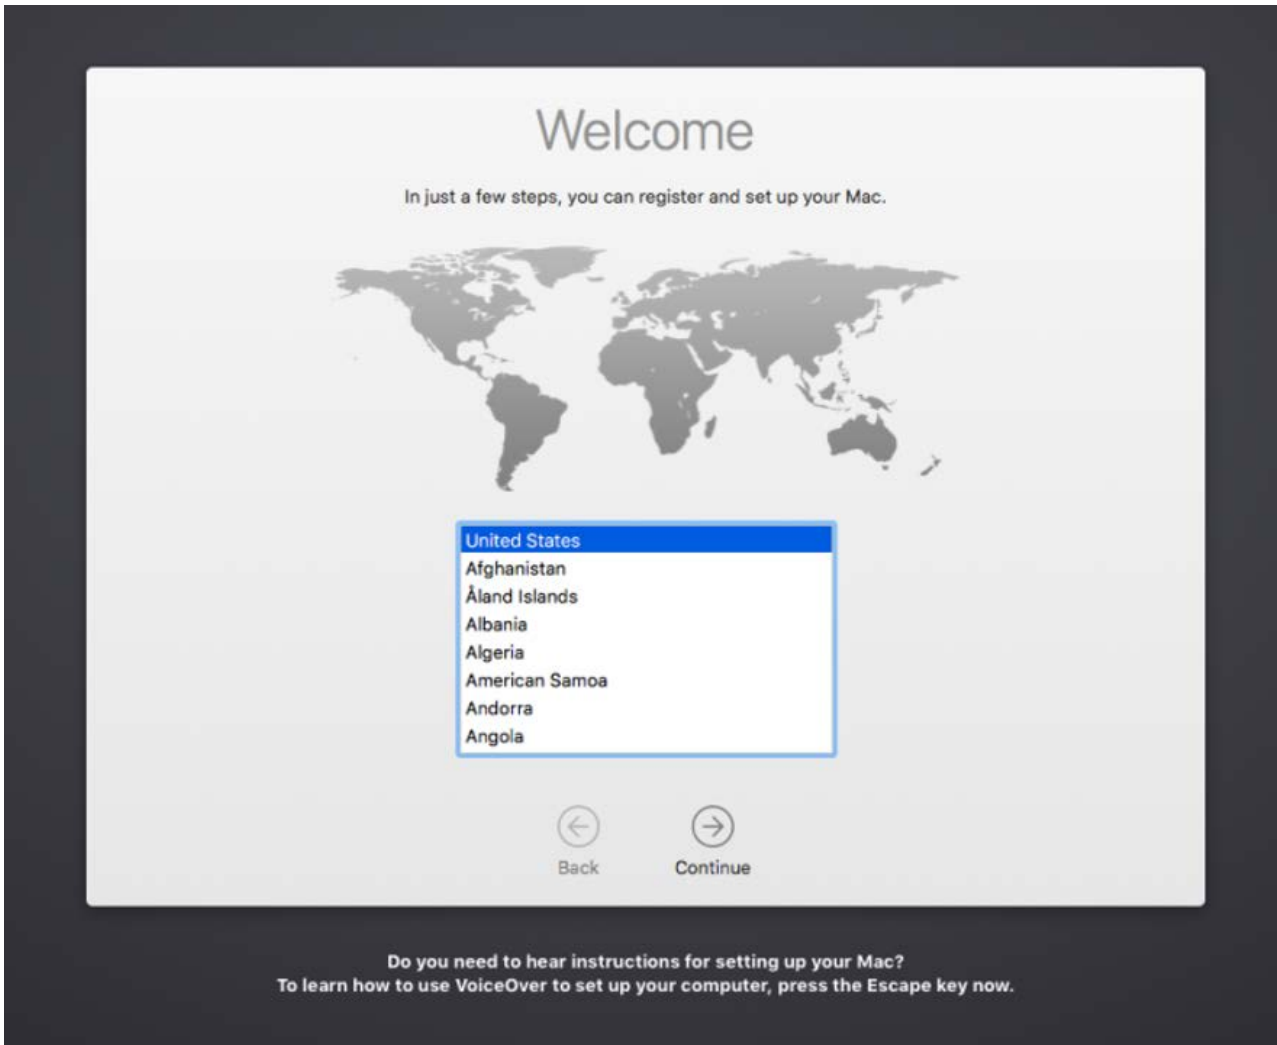 Welcome
In just a few steps, you can register and set up your Mac.
United States
Afghanistan
Åland Islands
Albania
Algeria
American Samoa
Andorra
Angola
Back
Continue
Do you need to hear instructions for setting up your Mac?
To learn how to use VoiceOver to set up your computer, press the Escape key now.